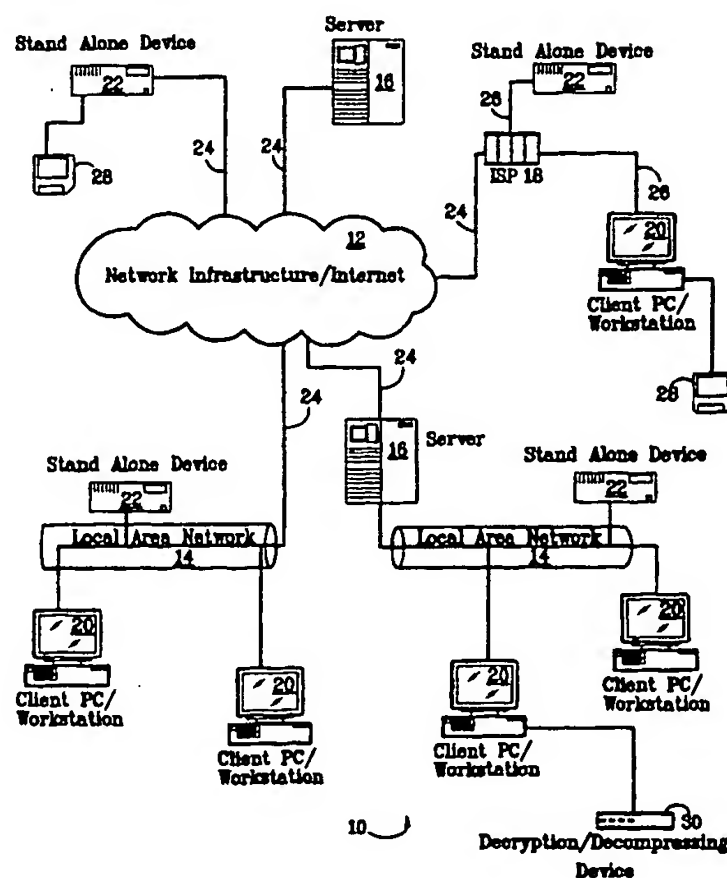 Server
Stand Alone Device
Stand Alone Device
22
16
22
26
28
24
24
ISP 18
26
24
12
20
Network Infrastructure/Internet
Client PC/
Workstation
24
28
24
16
Server
Stand Alone Device
Stand Alone Device
22
22
Local Area Network
14
Local Area Network
14
20
20
20
20
Client PC/
Workstation
Client PC/
Workstation
Client PC/
Workstation
Client PC/
Workstation
10
30
Decryption/Decompressing
Device